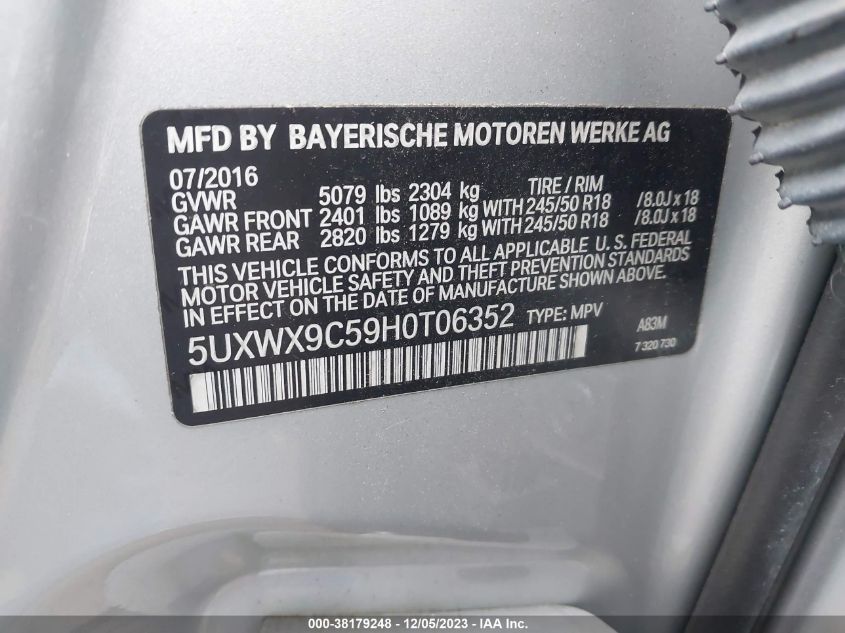 MFD BY BAYERISCHE MOTOREN WERKE AG
07/2016 TIRE / RIM
GVWR 5079 lbs 2304 kg
GAWR FRONT 2401 lbs 1089 kg WITH 245/50 R18 /8.0J x 18
GAWR REAR 2820 lbs 1279 kg WITH 245/50 R18 /8.0J x 18
THIS VEHICLE CONFORMS TO ALL APPLICABLE U.S. FEDERAL
MOTOR VEHICLE SAFETY AND THEFT PREVENTION STANDARDS
IN EFFECT ON THE DATE OF MANUFACTURE SHOWN ABOVE.
5UXWX9C59H0T06352 TYPE: MPV A83M
7 320 730
000-38179248 - 12/05/2023 - IAA Inc.